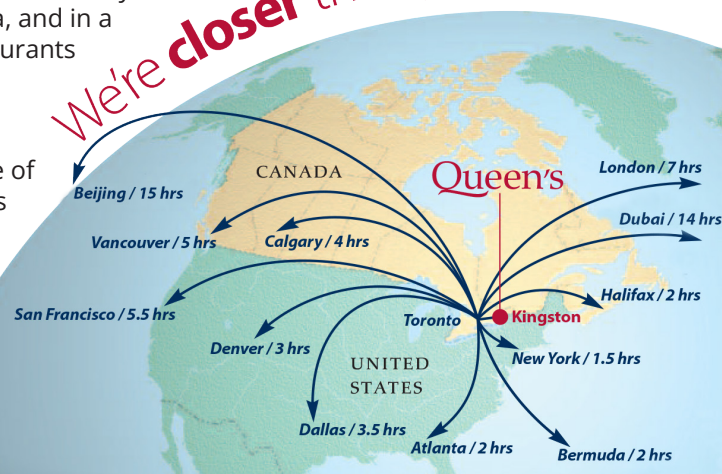 a, and in a
urants
e of
s
We're closer
CANADA
Queen's
London / 7 hrs
Beijing / 15 hrs
Dubai / 14 hrs
Vancouver / 5 hrs
Calgary / 4 hrs
Halifax / 2 hrs
San Francisco / 5.5 hrs
Toronto
Kingston
Denver / 3 hrs
New York / 1.5 hrs
UNITED
STATES
Dallas / 3.5 hrs
Atlanta / 2 hrs
Bermuda / 2 hrs